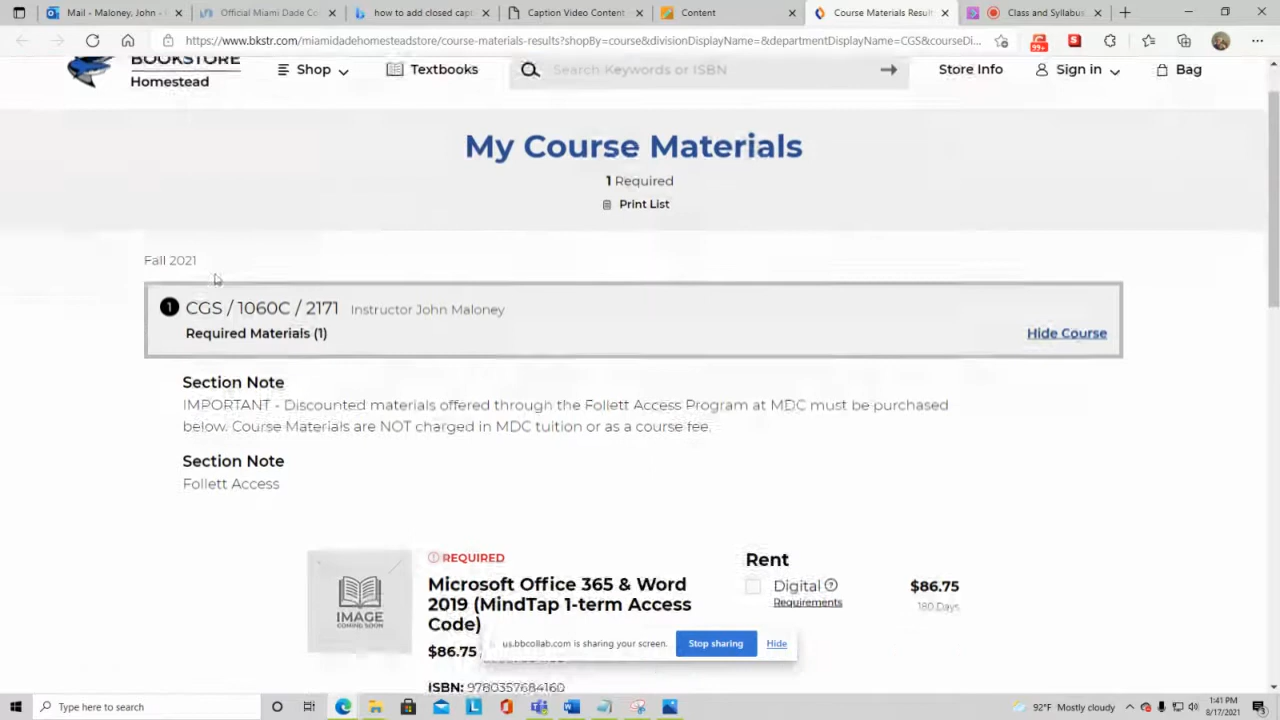 Mail - Maloney, John -
Official Miami Dade Co
how to add closed capt
Caption Video Content
Content
Course Materials Resul
Class and Syllabus
https://www.bkstr.com/miamidadehomesteadstore/course-materials-results?shopBy=course&divisionDisplayName=&departmentDisplayName=CGS&courseDi...
99+
BOOKSTORE
Homestead
Shop
Textbooks
Search Keywords or ISBN
Store Info
Sign in
Bag
My Course Materials
1 Required
Print List
Fall 2021
1 CGS / 1060C / 2171 Instructor John Maloney
Required Materials (1)
Hide Course
Section Note
IMPORTANT - Discounted materials offered through the Follett Access Program at MDC must be purchased
below. Course Materials are NOT charged in MDC tuition or as a course fee.
Section Note
Follett Access
IMAGE
COMING SOON
REQUIRED
Microsoft Office 365 & Word
2019 (MindTap 1-term Access
Code)
$86.75
ISBN: 9780357684160
Rent
Digital
Requirements
$86.75
180 Days
us.bbcollab.com is sharing your screen.
Stop sharing
Hide
Type here to search
92°F Mostly cloudy
1:41 PM
8/17/2021